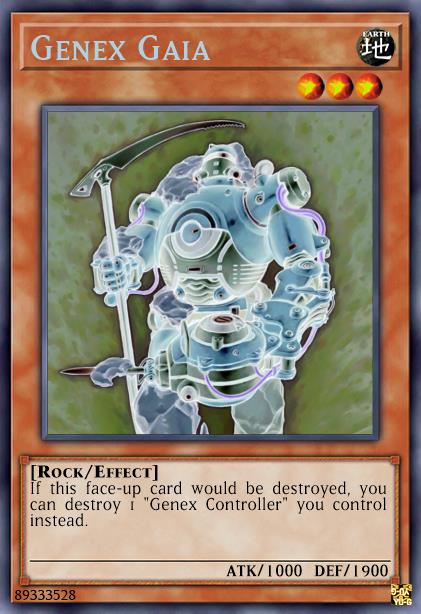 GENEX GAIA
EARTH
地
[ROCK/EFFECT]
If this face-up card would be destroyed, you
can destroy 1 "Genex Controller" you control
instead.
ATK/1000 DEF/1900
89333528